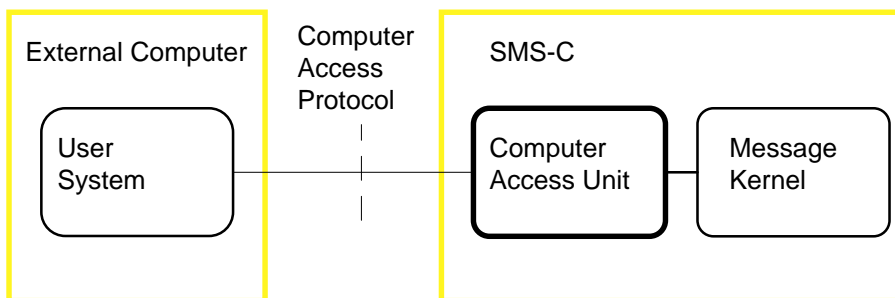 External Computer
Computer
Access
Protocol
SMS-C
User
System
Computer
Access Unit
Message
Kernel